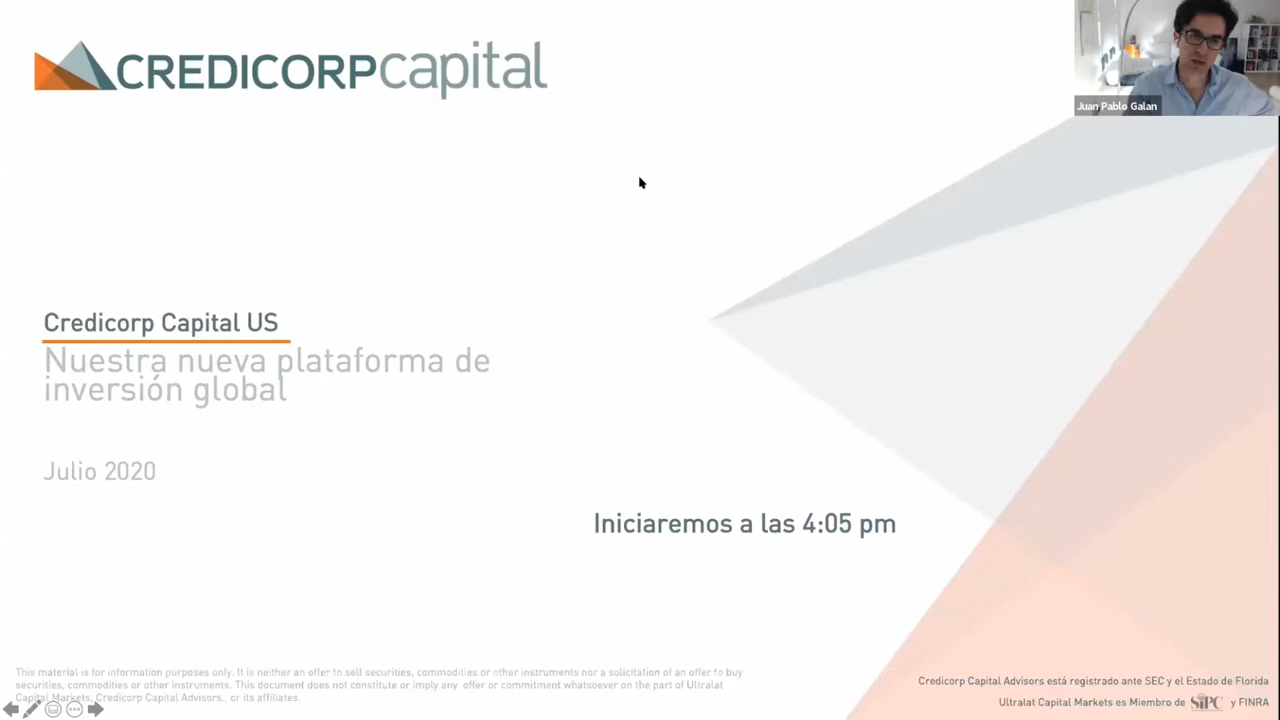 CREDICORPcapital
Juan Pablo Galan
Credicorp Capital US
Nuestra nueva plataforma de
inversión global
Julio 2020
Iniciaremos a las 4:05 pm
This material is for information purposes only. It is neither an offer to sell securities, commodities or other instruments nor a solicitation of an offer to buy
securities, commodities or other instruments. This document does not constitute or imply any offer or commitment whatsoever on the part of Ultralat
Capital Markets, Credicorp Capital Advisors., or its affiliates.
Credicorp Capital Advisors está registrado ante SEC y el Estado de Florida
Ultralat Capital Markets es Miembro de SIPC y FINRA